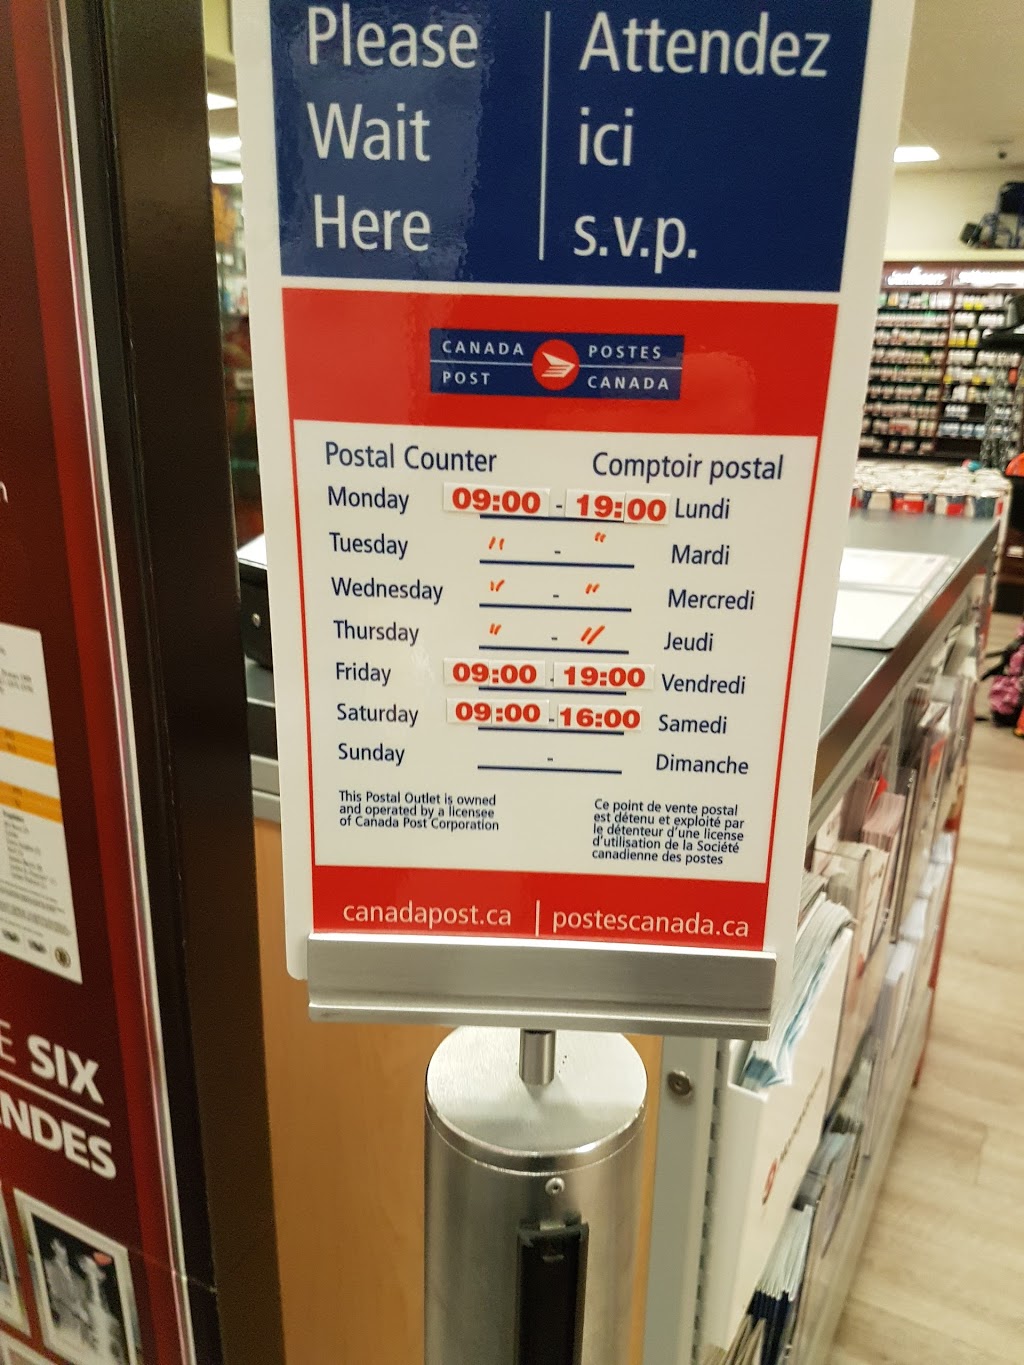 Please
Wait
Here
Attendez
ici
s.v.p.
CANADA POSTES
POST CANADA
Postal Counter Comptoir postal
Monday 09:00 - 19:00 Lundi
Tuesday " - " Mardi
Wednesday " - " Mercredi
Thursday " - " Jeudi
Friday 09:00 - 19:00 Vendredi
Saturday 09:00 - 16:00 Samedi
Sunday - Dimanche
This Postal Outlet is owned
and operated by a licensee
of Canada Post Corporation
Ce point de vente postal
est détenu et exploité par
le détenteur d'une license
d'utilisation de la Société
canadienne des postes
canadapost.ca | postescanada.ca
E SIX
NDES